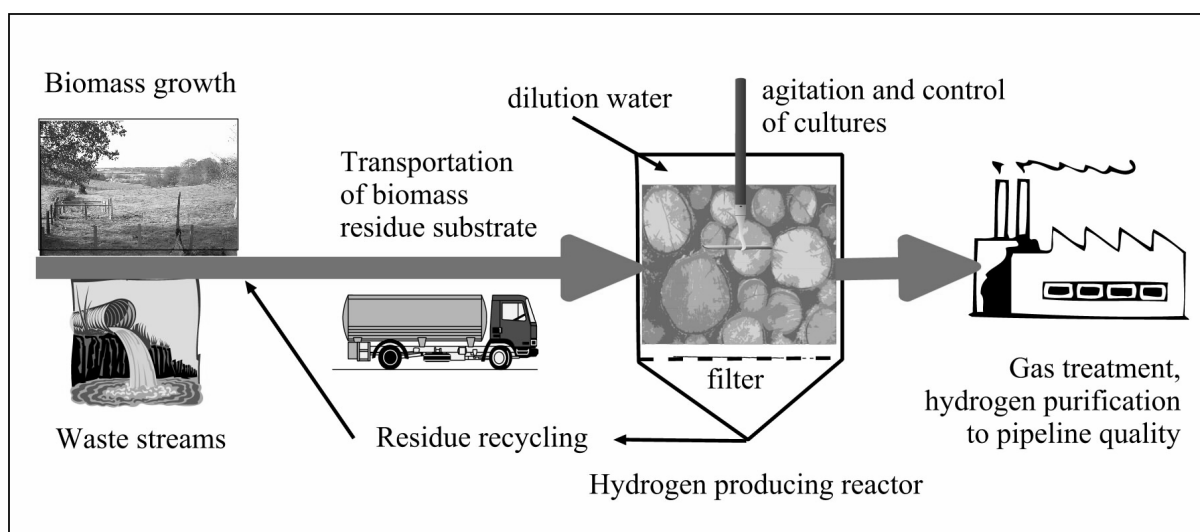 Biomass growth
Transportation
of biomass
residue substrate
dilution water
agitation and control
of cultures
filter
Waste streams
Residue recycling
Hydrogen producing reactor
Gas treatment,
hydrogen purification
to pipeline quality